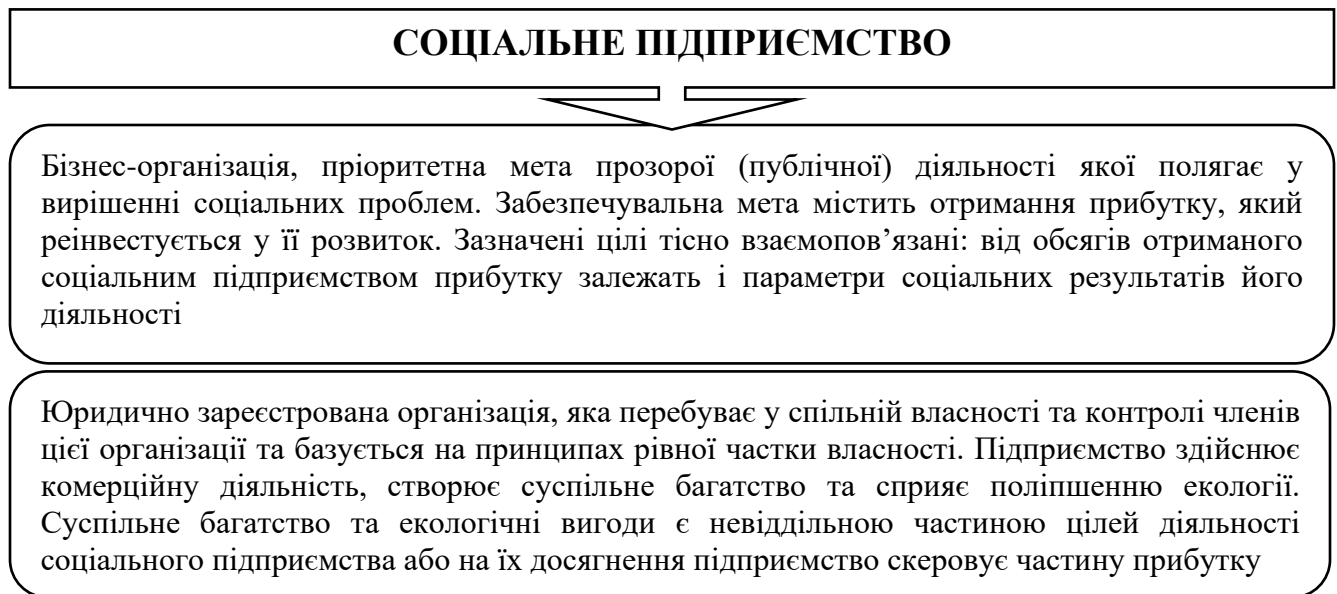 СОЦІАЛЬНЕ ПІДПРИЄМСТВО
Бізнес-організація, пріоритетна мета прозорої (публічної) діяльності якої полягає у
вирішенні соціальних проблем. Забезпечувальна мета містить отримання прибутку, який
реінвестується у її розвиток. Зазначені цілі тісно взаємопов’язані: від обсягів отриманого
соціальним підприємством прибутку залежать і параметри соціальних результатів його
діяльності
Юридично зареєстрована організація, яка перебуває у спільній власності та контролі членів
цієї організації та базується на принципах рівної частки власності. Підприємство здійснює
комерційну діяльність, створює суспільне багатство та сприяє поліпшенню екології.
Суспільне багатство та екологічні вигоди є невіддільною частиною цілей діяльності
соціального підприємства або на їх досягнення підприємство скеровує частину прибутку